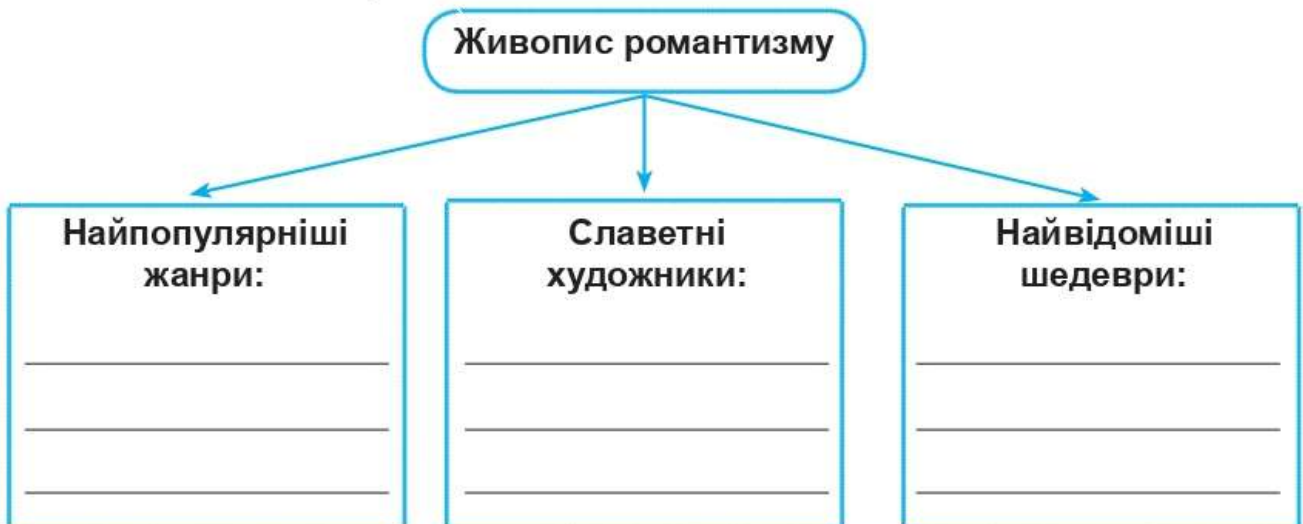 Живопис романтизму
Найпопулярніші
жанри:
Славетні
художники:
Найвідоміші
шедеври: